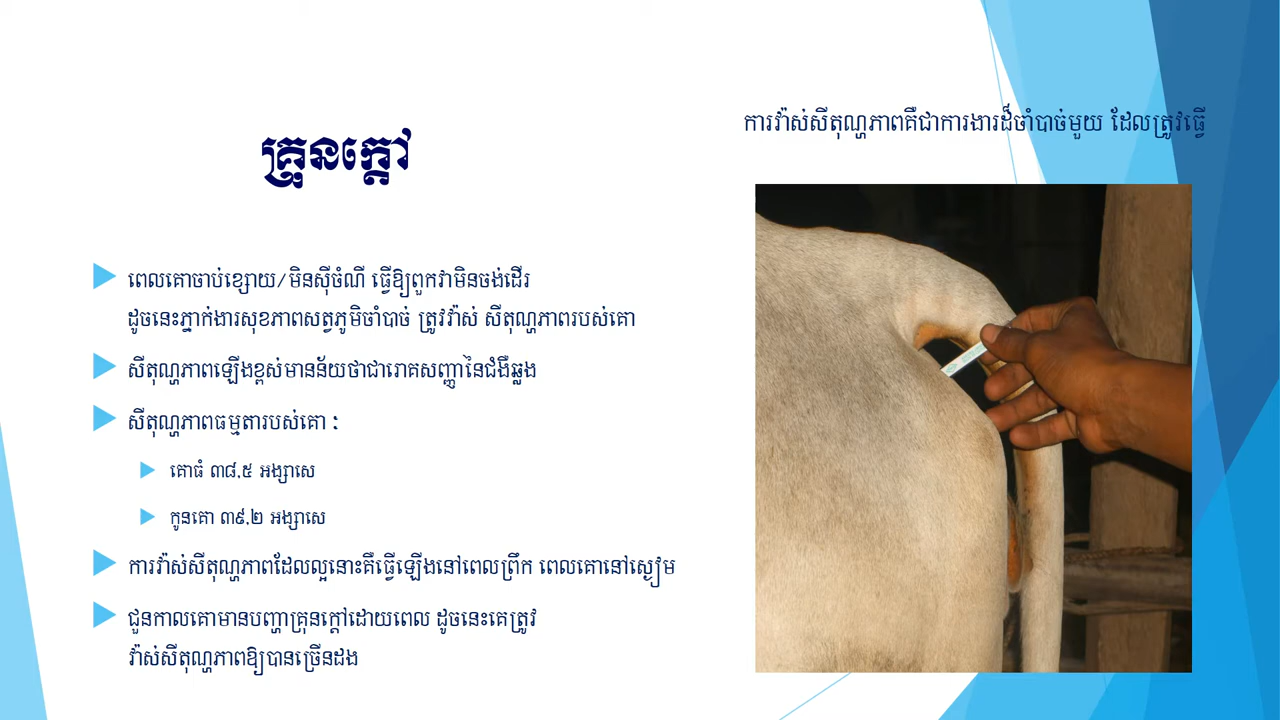 ការវ៉ាស់សីតុណ្ហភាពគឺជាការងារដ៏ចាំបាច់មួយ ដែលត្រូវធ្វើ
គ្រុនក្តៅ
ពេលគោចាប់ខ្សោយ/មិនស៊ីចំណី ធ្វើឱ្យពួកវាមិនចង់ដើរ
ដូចនេះភ្នាក់ងារសុខភាពសត្វភូមិចាំបាច់ ត្រូវវ៉ាស់ សីតុណ្ហភាពរបស់គោ
សីតុណ្ហភាពឡើងខ្ពស់មានន័យថាជារោគសញ្ញានៃជំងឺឆ្លង
សីតុណ្ហភាពធម្មតារបស់គោ :
គោធំ ៣៨.៥ អង្សាសេ
កូនគោ ៣៩.២ អង្សាសេ
ការវ៉ាស់សីតុណ្ហភាពដែលល្អនោះគឺធ្វើឡើងនៅពេលព្រឹក ពេលគោនៅស្ងៀម
ជួនកាលគោមានបញ្ហាគ្រុនក្តៅដោយពេល ដូចនេះគេត្រូវ
វ៉ាស់សីតុណ្ហភាពឱ្យបានច្រើនដង